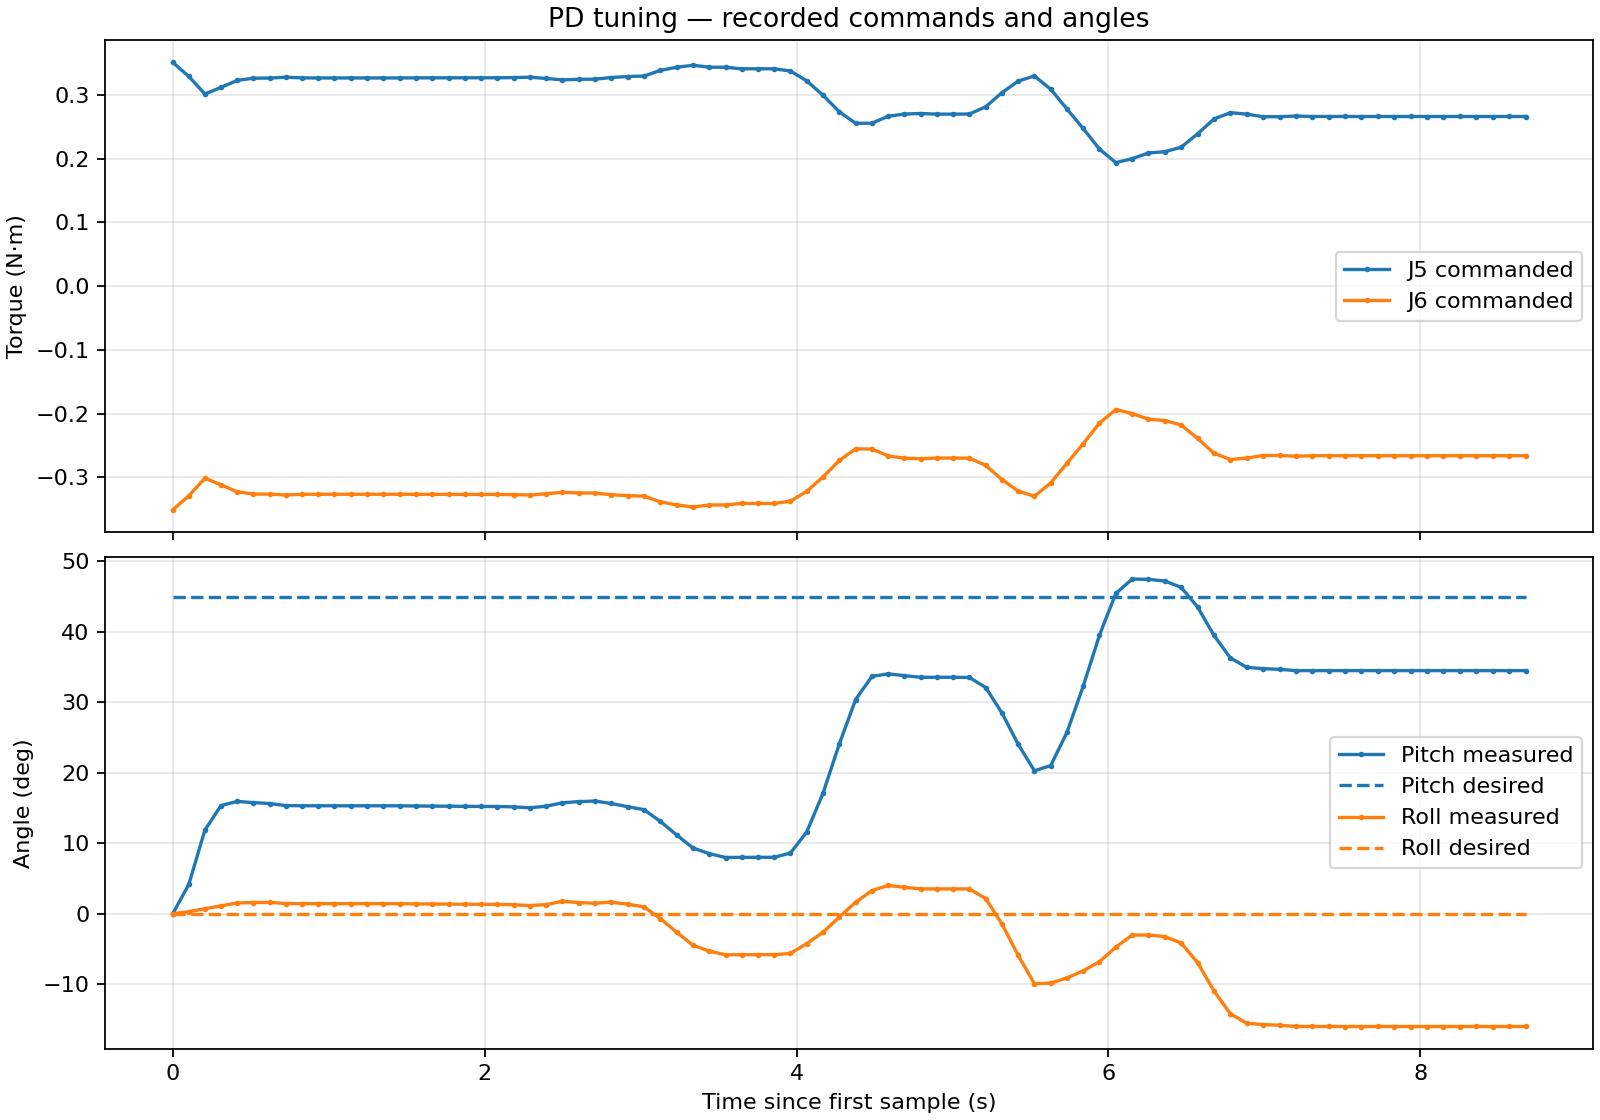 PD tuning — recorded commands and angles
Torque (N·m)
0.3
0.2
0.1
0.0
−0.1
−0.2
−0.3
J5 commanded
J6 commanded
Angle (deg)
50
40
30
20
10
0
−10
Pitch measured
Pitch desired
Roll measured
Roll desired
0 2 4 6 8
Time since first sample (s)